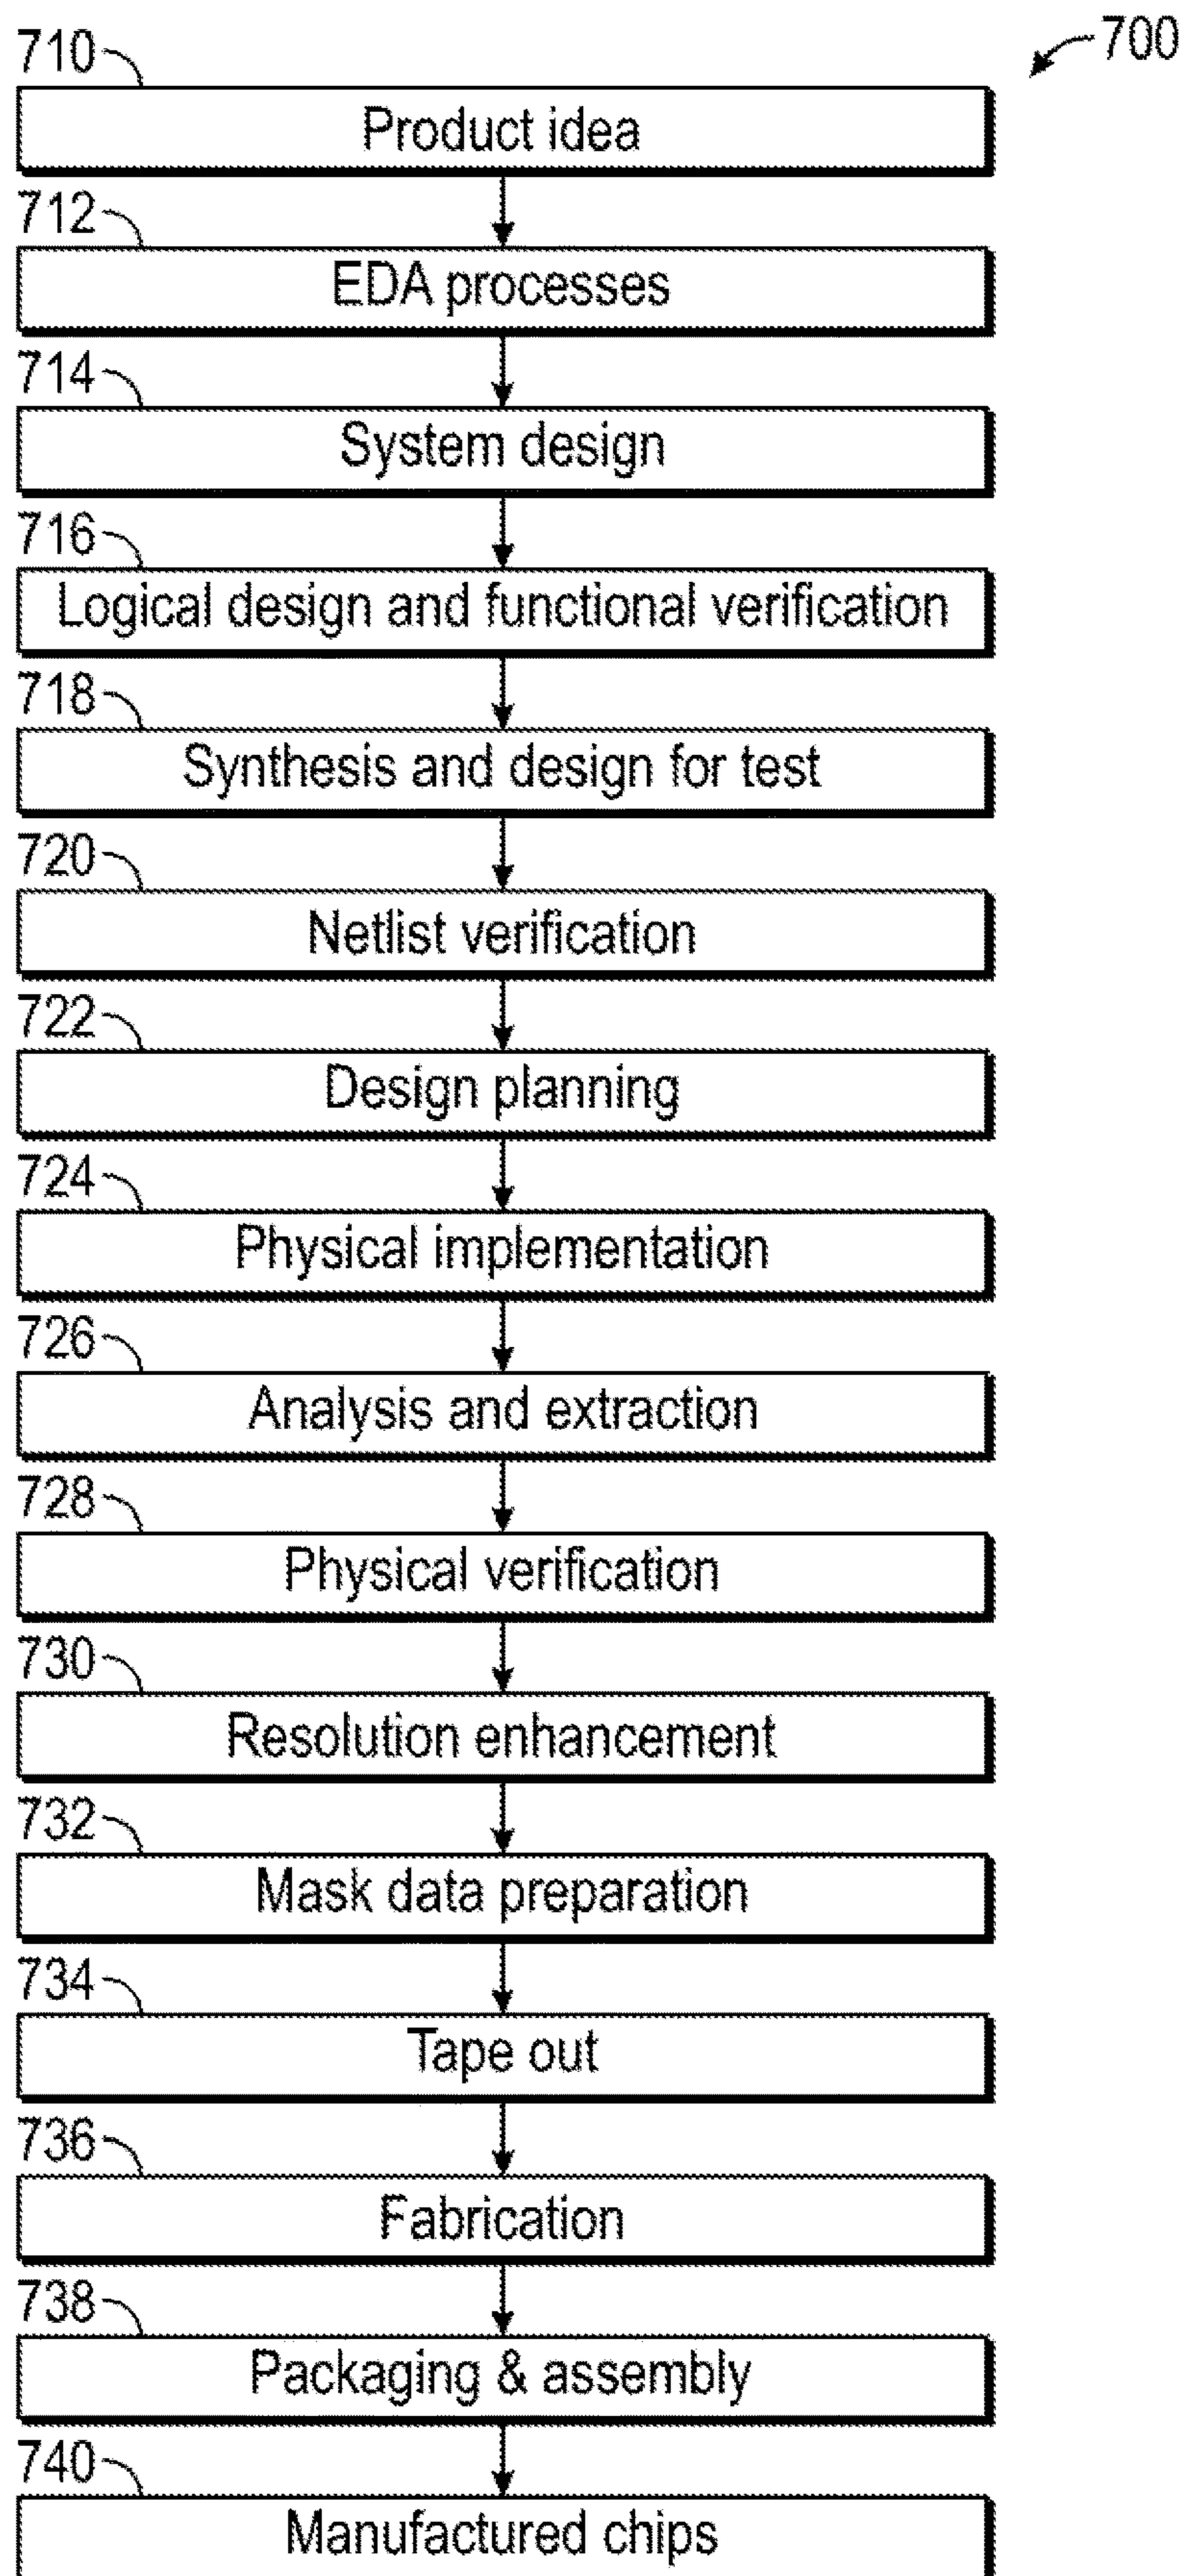 700
710
Product idea
712
EDA processes
714
System design
716
Logical design and functional verification
718
Synthesis and design for test
720
Netlist verification
722
Design planning
724
Physical implementation
726
Analysis and extraction
728
Physical verification
730
Resolution enhancement
732
Mask data preparation
734
Tape out
736
Fabrication
738
Packaging & assembly
740
Manufactured chips